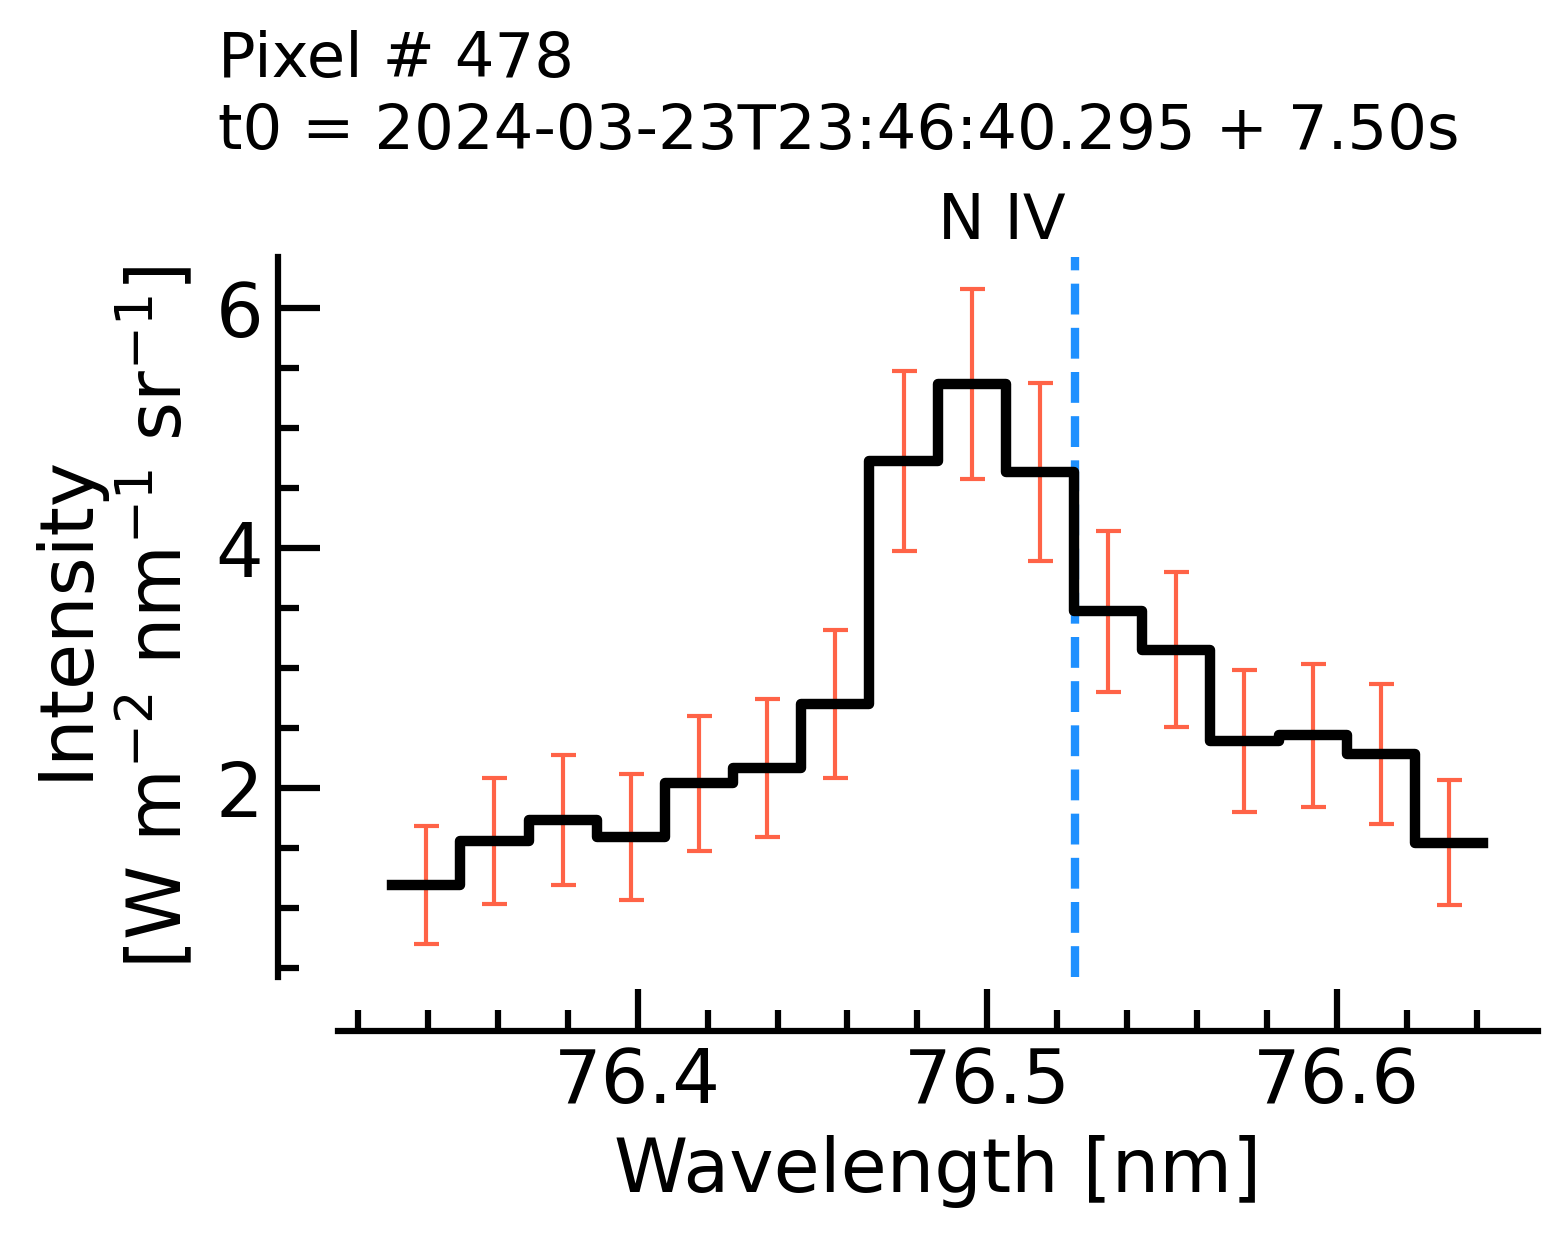 Pixel # 478
t0 = 2024-03-23T23:46:40.295 + 7.50s
N IV
Intensity
[W m⁻² nm⁻¹ sr⁻¹]
6
4
2
76.4 76.5 76.6
Wavelength [nm]